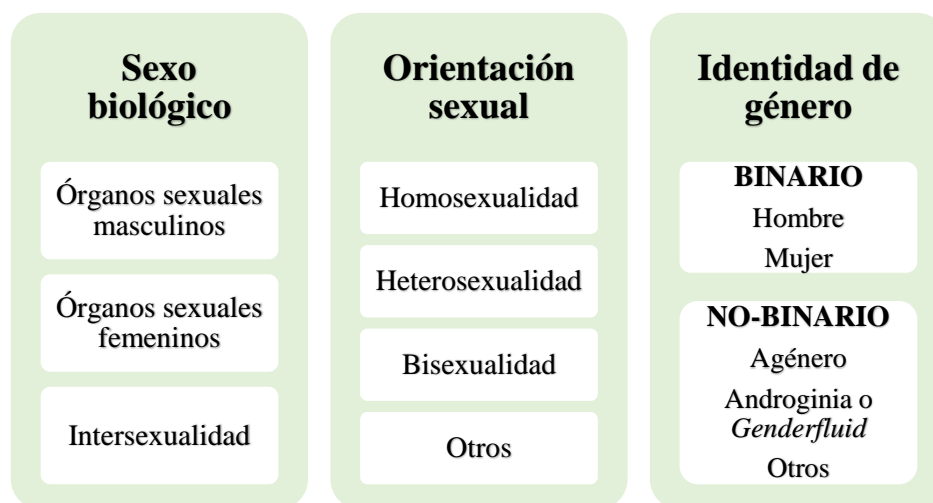 Sexo
biológico
Órganos sexuales
masculinos
Órganos sexuales
femeninos
Intersexualidad
Orientación
sexual
Homosexualidad
Heterosexualidad
Bisexualidad
Otros
Identidad de
género
BINARIO
Hombre
Mujer
NO-BINARIO
Agénero
Androginia o
Genderfluid
Otros